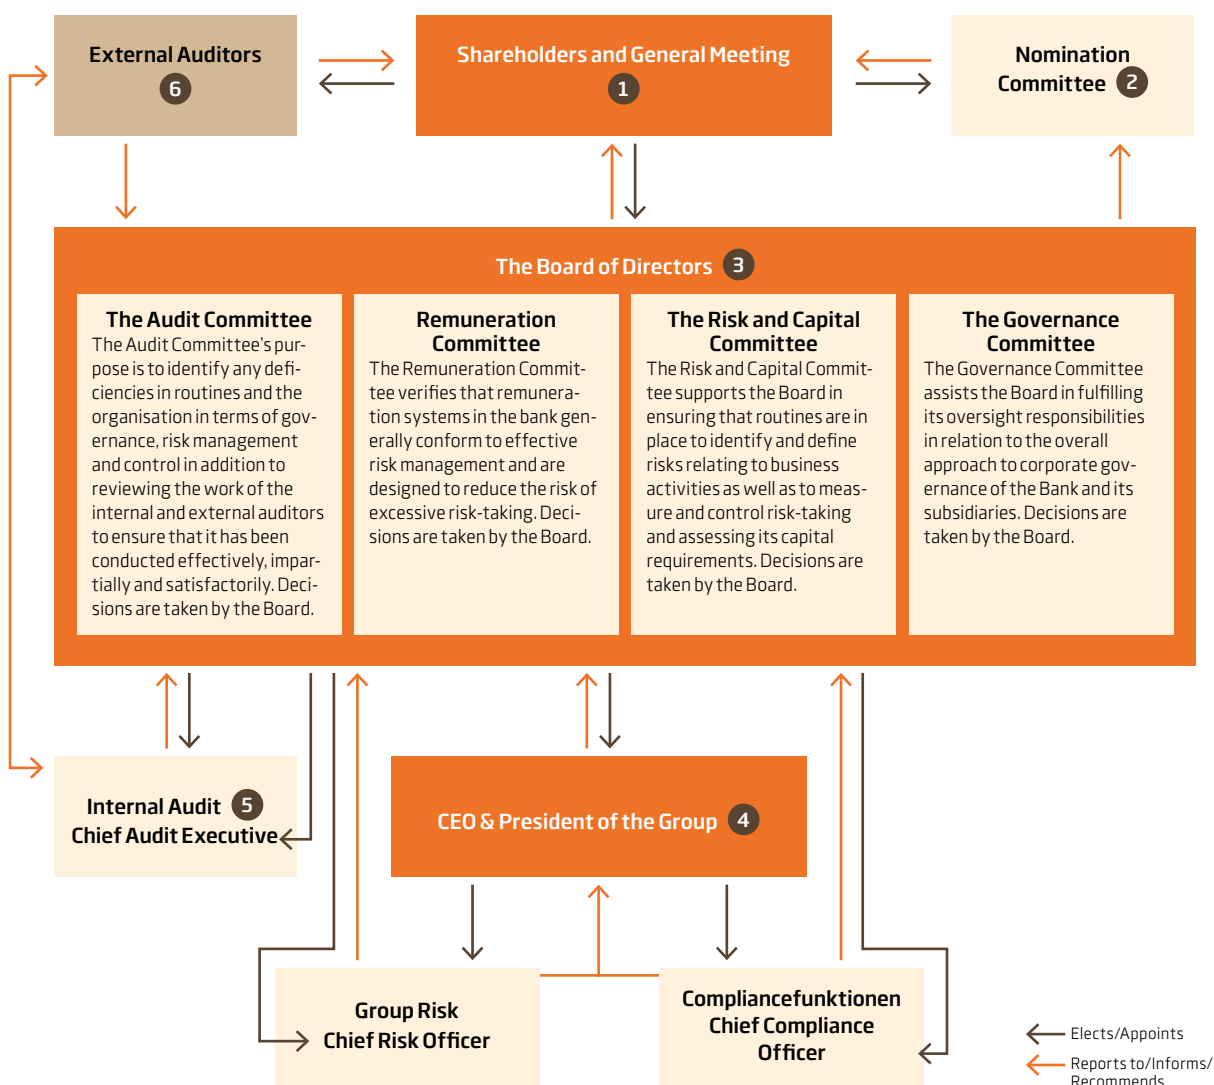 External Auditors
6
Shareholders and General Meeting
1
Nomination
Committee 2
The Board of Directors 3
The Audit Committee
The Audit Committee's pur-
pose is to identify any defi-
ciencies in routines and the
organisation in terms of gov-
ernance, risk management
and control in addition to
reviewing the work of the
internal and external auditors
to ensure that it has been
conducted effectively, impar-
tially and satisfactorily. Deci-
sions are taken by the Board.
Remuneration
Committee
The Remuneration Commit-
tee verifies that remunera-
tion systems in the bank gen-
erally conform to effective
risk management and are
designed to reduce the risk of
excessive risk-taking. Deci-
sions are taken by the Board.
The Risk and Capital
Committee
The Risk and Capital Commit-
tee supports the Board in
ensuring that routines are in
place to identify and define
risks relating to business
activities as well as to meas-
ure and control risk-taking
and assessing its capital
requirements. Decisions are
taken by the Board.
The Governance
Committee
The Governance Committee
assists the Board in fulfilling
its oversight responsibilities
in relation to the overall
approach to corporate gov-
ernance of the Bank and its
subsidiaries. Decisions are
taken by the Board.
Internal Audit 5
Chief Audit Executive
CEO & President of the Group 4
Group Risk
Chief Risk Officer
Compliancefunktionen
Chief Compliance
Officer
Elects/Appoints
Reports to/Informs/
Recommends